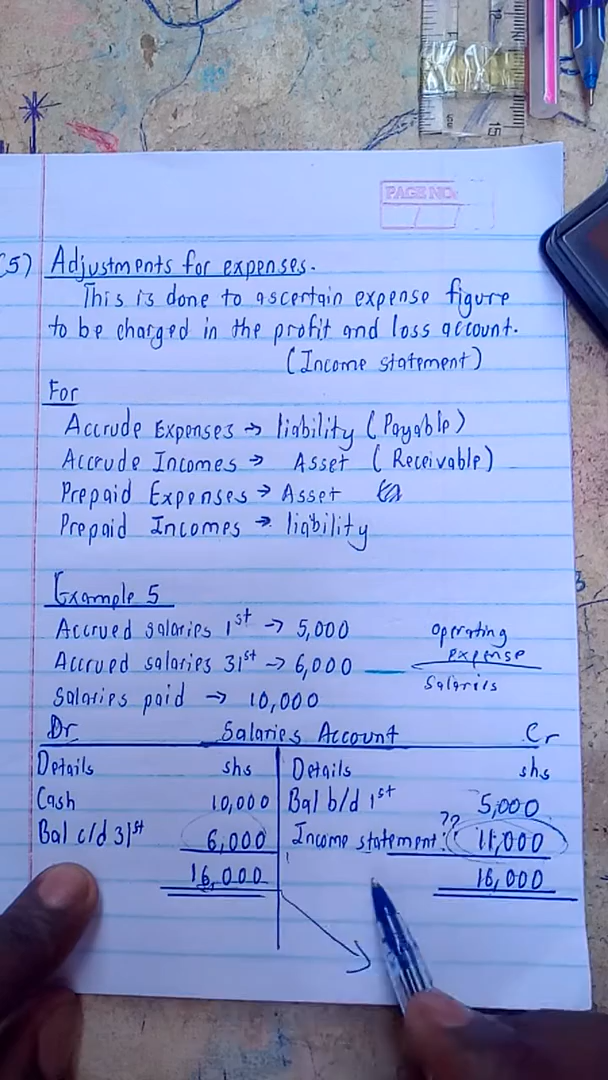 PAGE NO.
(5) Adjustments for expenses.
This is done to ascertain expense figure
to be charged in the profit and loss account.
(Income statement)
For
Accrude Expenses → liability (Payable)
Accrude Incomes → Asset (Receivable)
Prepaid Expenses → Asset
Prepaid Incomes → liability
Example 5
Accrued salaries 1st → 5,000
Accrued salaries 31st → 6,000
Salaries paid → 10,000
Operating
expense
Salaries
Dr Salaries Account Cr
Details shs Details shs
Cash 10,000 Bal b/d 1st 5,000
Bal c/d 31st 6,000 Income statement ?? 11,000
16,000 16,000